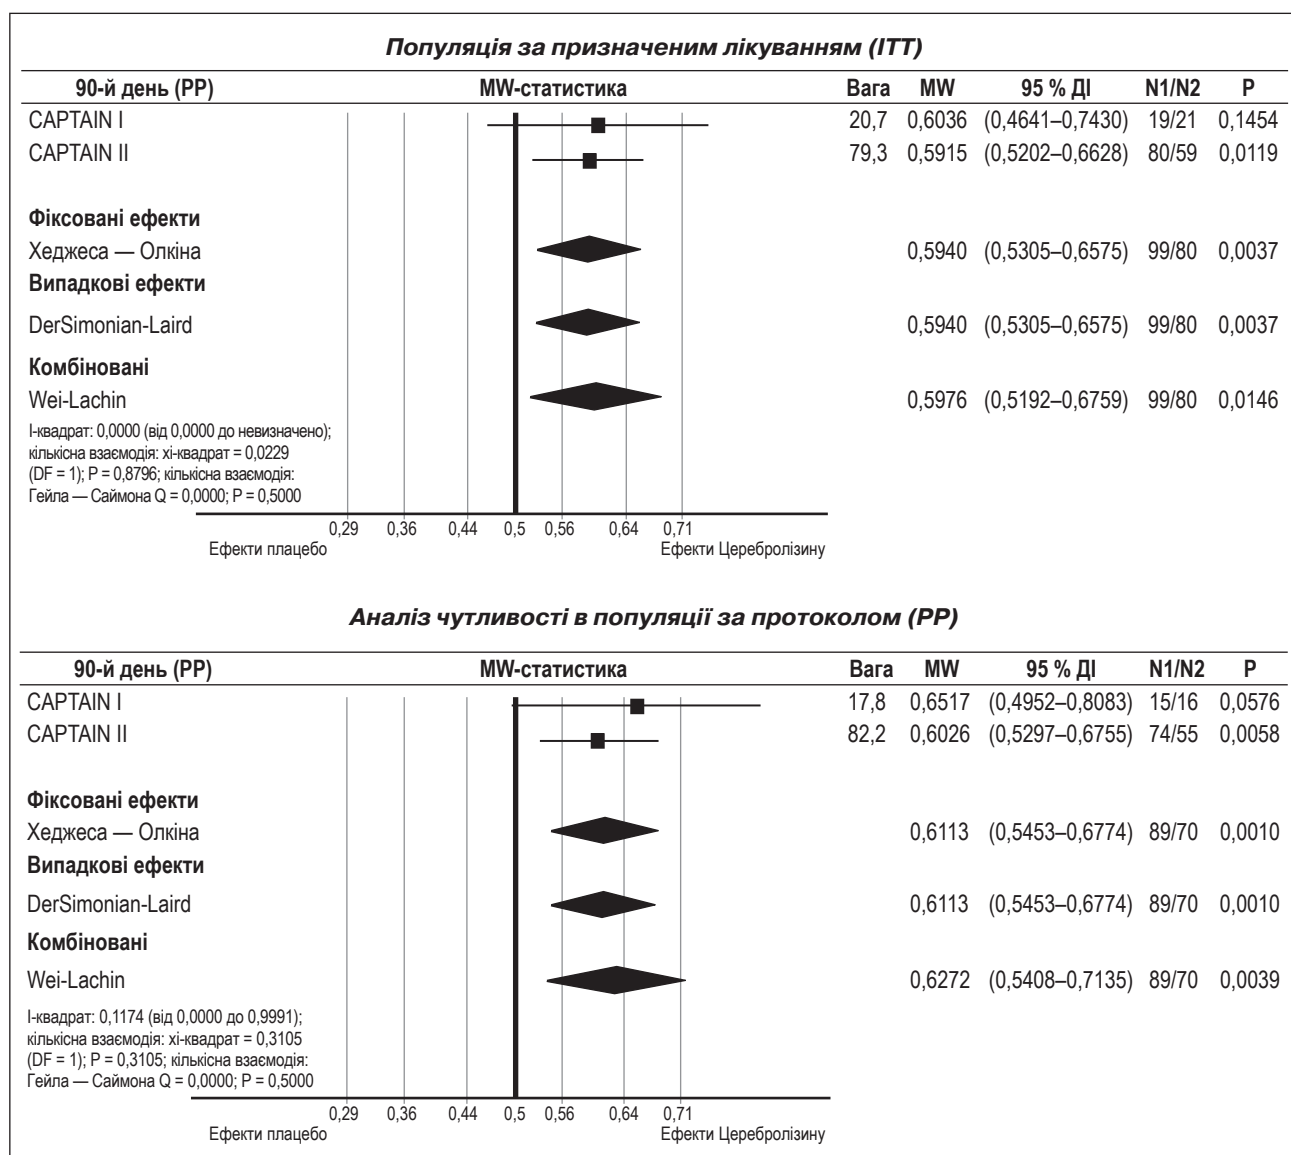 Популяція за призначеним лікуванням (ITT)
90-й день (PP) MW-статистика Вага MW 95 % ДІ N1/N2 P
CAPTAIN I 20,7 0,6036 (0,4641–0,7430) 19/21 0,1454
CAPTAIN II 79,3 0,5915 (0,5202–0,6628) 80/59 0,0119
Фіксовані ефекти
Хеджеса — Олкіна 0,5940 (0,5305–0,6575) 99/80 0,0037
Випадкові ефекти
DerSimonian-Laird 0,5940 (0,5305–0,6575) 99/80 0,0037
Комбіновані
Wei-Lachin 0,5976 (0,5192–0,6759) 99/80 0,0146
І-квадрат: 0,0000 (від 0,0000 до невизначено);
кількісна взаємодія: хі-квадрат = 0,0229
(DF = 1); P = 0,8796; кількісна взаємодія:
Гейла — Саймона Q = 0,0000; P = 0,5000
0,29 0,36 0,44 0,5 0,56 0,64 0,71
Ефекти плацебо Ефекти Церебролізину
Аналіз чутливості в популяції за протоколом (PP)
90-й день (PP) MW-статистика Вага MW 95 % ДІ N1/N2 P
CAPTAIN I 17,8 0,6517 (0,4952–0,8083) 15/16 0,0576
CAPTAIN II 82,2 0,6026 (0,5297–0,6755) 74/55 0,0058
Фіксовані ефекти
Хеджеса — Олкіна 0,6113 (0,5453–0,6774) 89/70 0,0010
Випадкові ефекти
DerSimonian-Laird 0,6113 (0,5453–0,6774) 89/70 0,0010
Комбіновані
Wei-Lachin 0,6272 (0,5408–0,7135) 89/70 0,0039
І-квадрат: 0,1174 (від 0,0000 до 0,9991);
кількісна взаємодія: хі-квадрат = 0,3105
(DF = 1); P = 0,3105; кількісна взаємодія:
Гейла — Саймона Q = 0,0000; P = 0,5000
0,29 0,36 0,44 0,5 0,56 0,64 0,71
Ефекти плацебо Ефекти Церебролізину